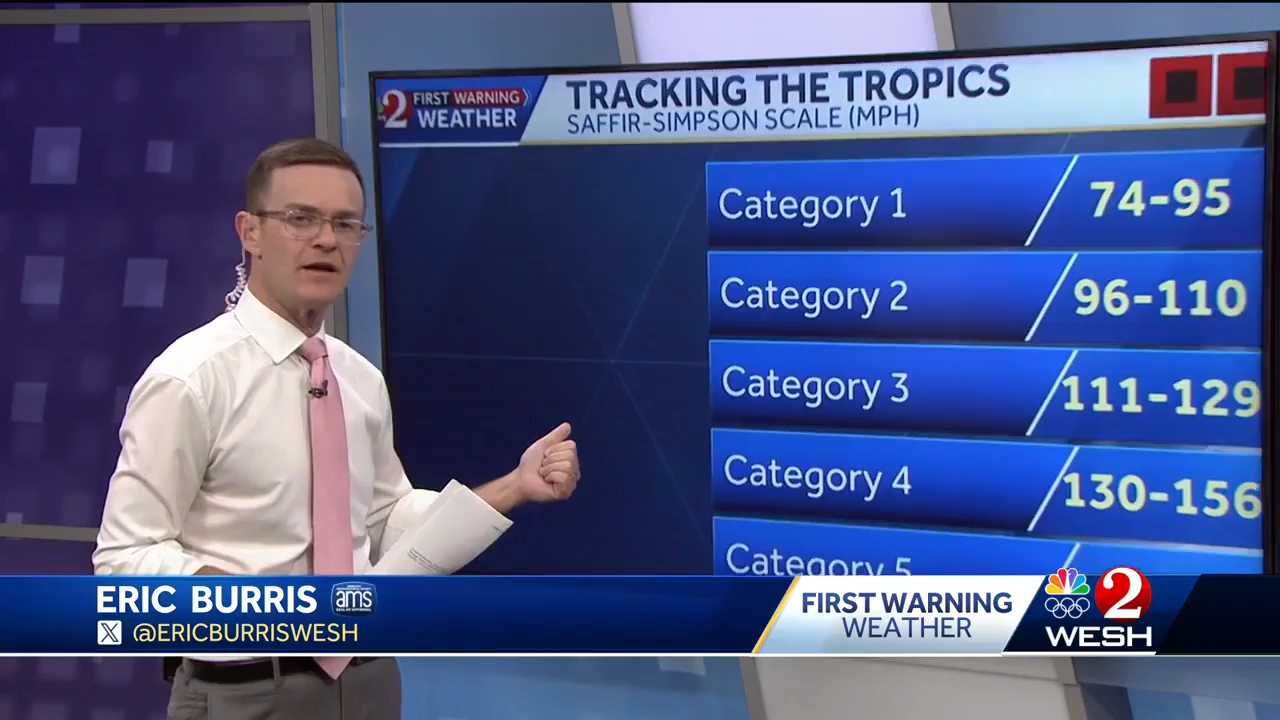 2 FIRST WARNING
WEATHER
TRACKING THE TROPICS
SAFFIR-SIMPSON SCALE (MPH)
Category 1 74-95
Category 2 96-110
Category 3 111-129
Category 4 130-156
Category 5
ERIC BURRIS ams
X @ERICBURRISWESH
FIRST WARNING
WEATHER
2
WESH